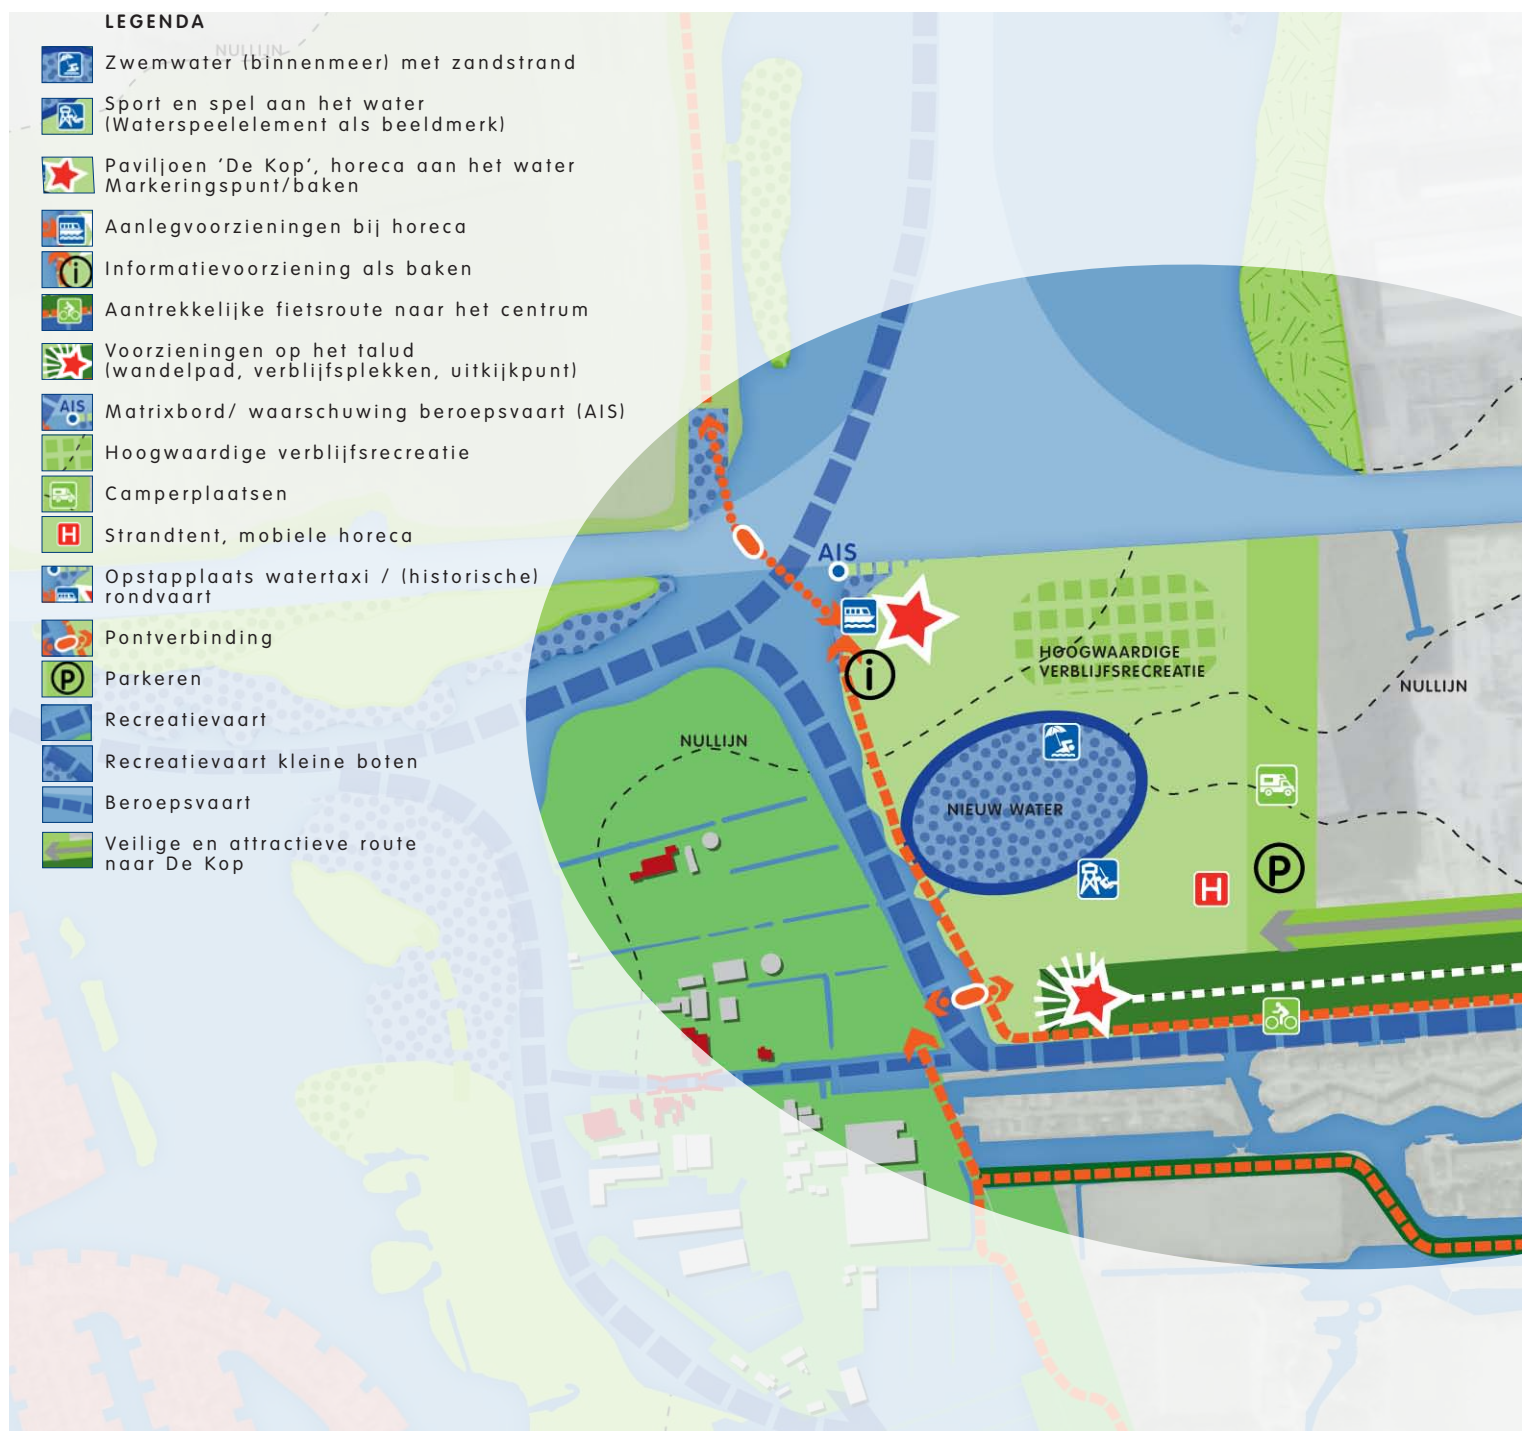 LEGENDA
NULLIJN
Zwemwater (binnenmeer) met zandstrand
Sport en spel aan het water
(Waterspeelelement als beeldmerk)
Paviljoen ‘De Kop’, horeca aan het water
Markeringspunt/baken
Aanlegvoorzieningen bij horeca
i
Informatievoorziening als baken
Aantrekkelijke fietsroute naar het centrum
Voorzieningen op het talud
(wandelpad, verblijfsplekken, uitkijkpunt)
AIS
Matrixbord/ waarschuwing beroepsvaart (AIS)
Hoogwaardige verblijfsrecreatie
Camperplaatsen
H
Strandtent, mobiele horeca
Opstapplaats watertaxi / (historische)
rondvaart
Pontverbinding
P
Parkeren
Recreatievaart
Recreatievaart kleine boten
Beroepsvaart
Veilige en attractieve route
naar De Kop
AIS
i
HOOGWAARDIGE
VERBLIJFSRECREATIE
NULLIJN
NULLIJN
NIEUW WATER
P
H